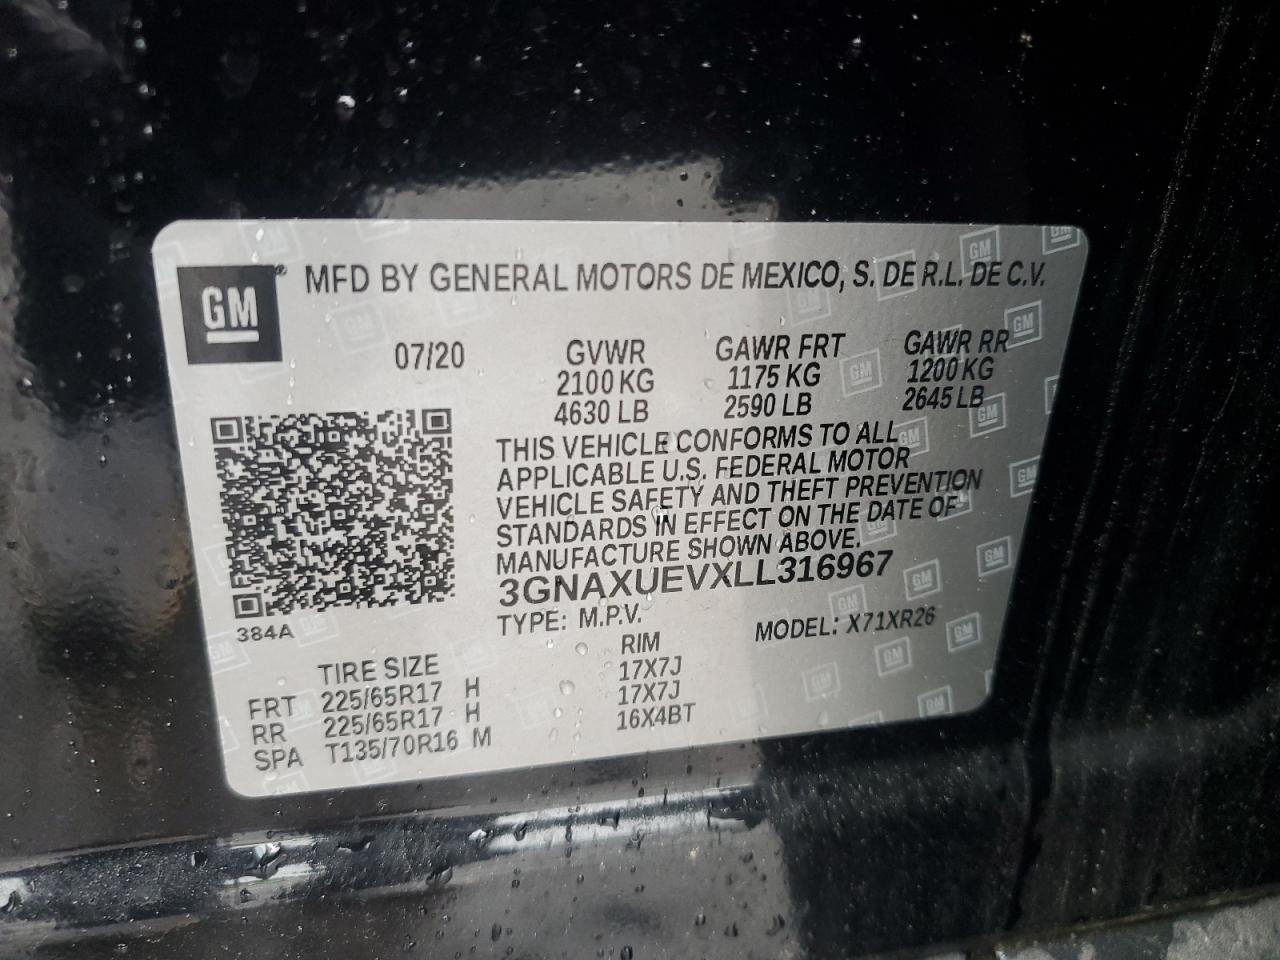 GM
MFD BY GENERAL MOTORS DE MEXICO, S. DE R.L. DE C.V.
07/20 GVWR GAWR FRT GAWR RR
2100 KG 1175 KG 1200 KG
4630 LB 2590 LB 2645 LB
THIS VEHICLE CONFORMS TO ALL
APPLICABLE U.S. FEDERAL MOTOR
VEHICLE SAFETY AND THEFT PREVENTION
STANDARDS IN EFFECT ON THE DATE OF
MANUFACTURE SHOWN ABOVE.
3GNAXUEVXLL316967
TYPE: M.P.V. MODEL: X71XR26
384A
TIRE SIZE RIM
FRT 225/65R17 H 17X7J
RR 225/65R17 H 17X7J
SPA T135/70R16 M 16X4BT